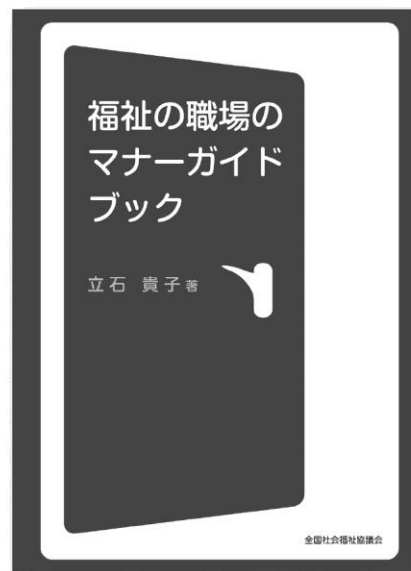 福祉の職場の
マナーガイド
ブック
立石 貴子 著
全国社会福祉協議会